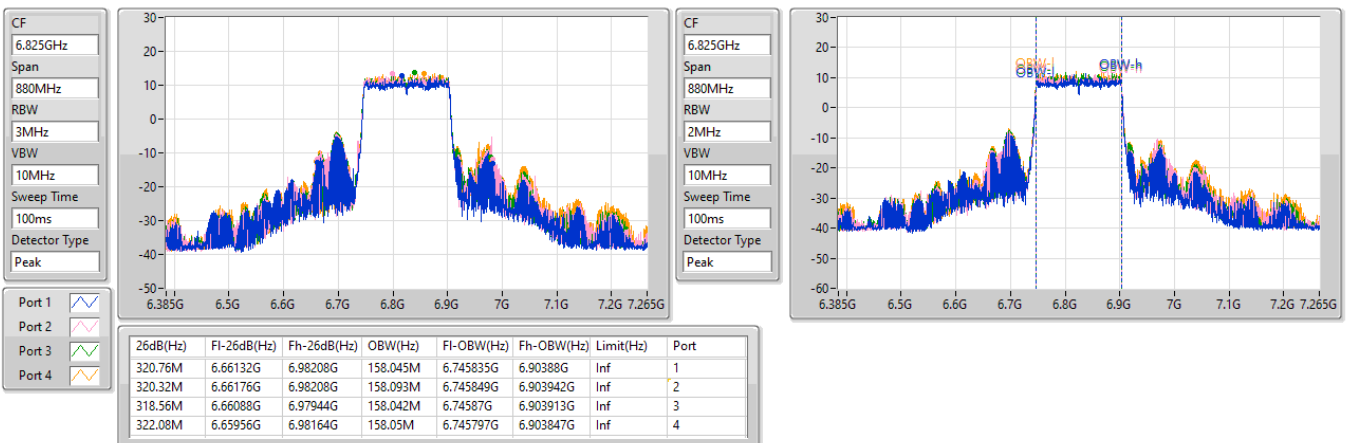 CF
6.825GHz
Span
880MHz
RBW
3MHz
VBW
10MHz
Sweep Time
100ms
Detector Type
Peak
30
20
10
0
-10
-20
-30
-40
-50
6.385G 6.5G 6.6G 6.7G 6.8G 6.9G 7G 7.1G 7.2G 7.265G
CF
6.825GHz
Span
880MHz
RBW
2MHz
VBW
10MHz
Sweep Time
100ms
Detector Type
Peak
30
20
10
0
-10
-20
-30
-40
-50
-60
OBW-l OBW-h
6.385G 6.5G 6.6G 6.7G 6.8G 6.9G 7G 7.1G 7.2G 7.265G
Port 1
Port 2
Port 3
Port 4
26dB(Hz) Fl-26dB(Hz) Fh-26dB(Hz) OBW(Hz) Fl-OBW(Hz) Fh-OBW(Hz) Limit(Hz) Port
320.76M 6.66132G 6.98208G 158.045M 6.745835G 6.90388G Inf 1
320.32M 6.66176G 6.98208G 158.093M 6.745849G 6.903942G Inf 2
318.56M 6.66088G 6.97944G 158.042M 6.74587G 6.903913G Inf 3
322.08M 6.65956G 6.98164G 158.05M 6.745797G 6.903847G Inf 4